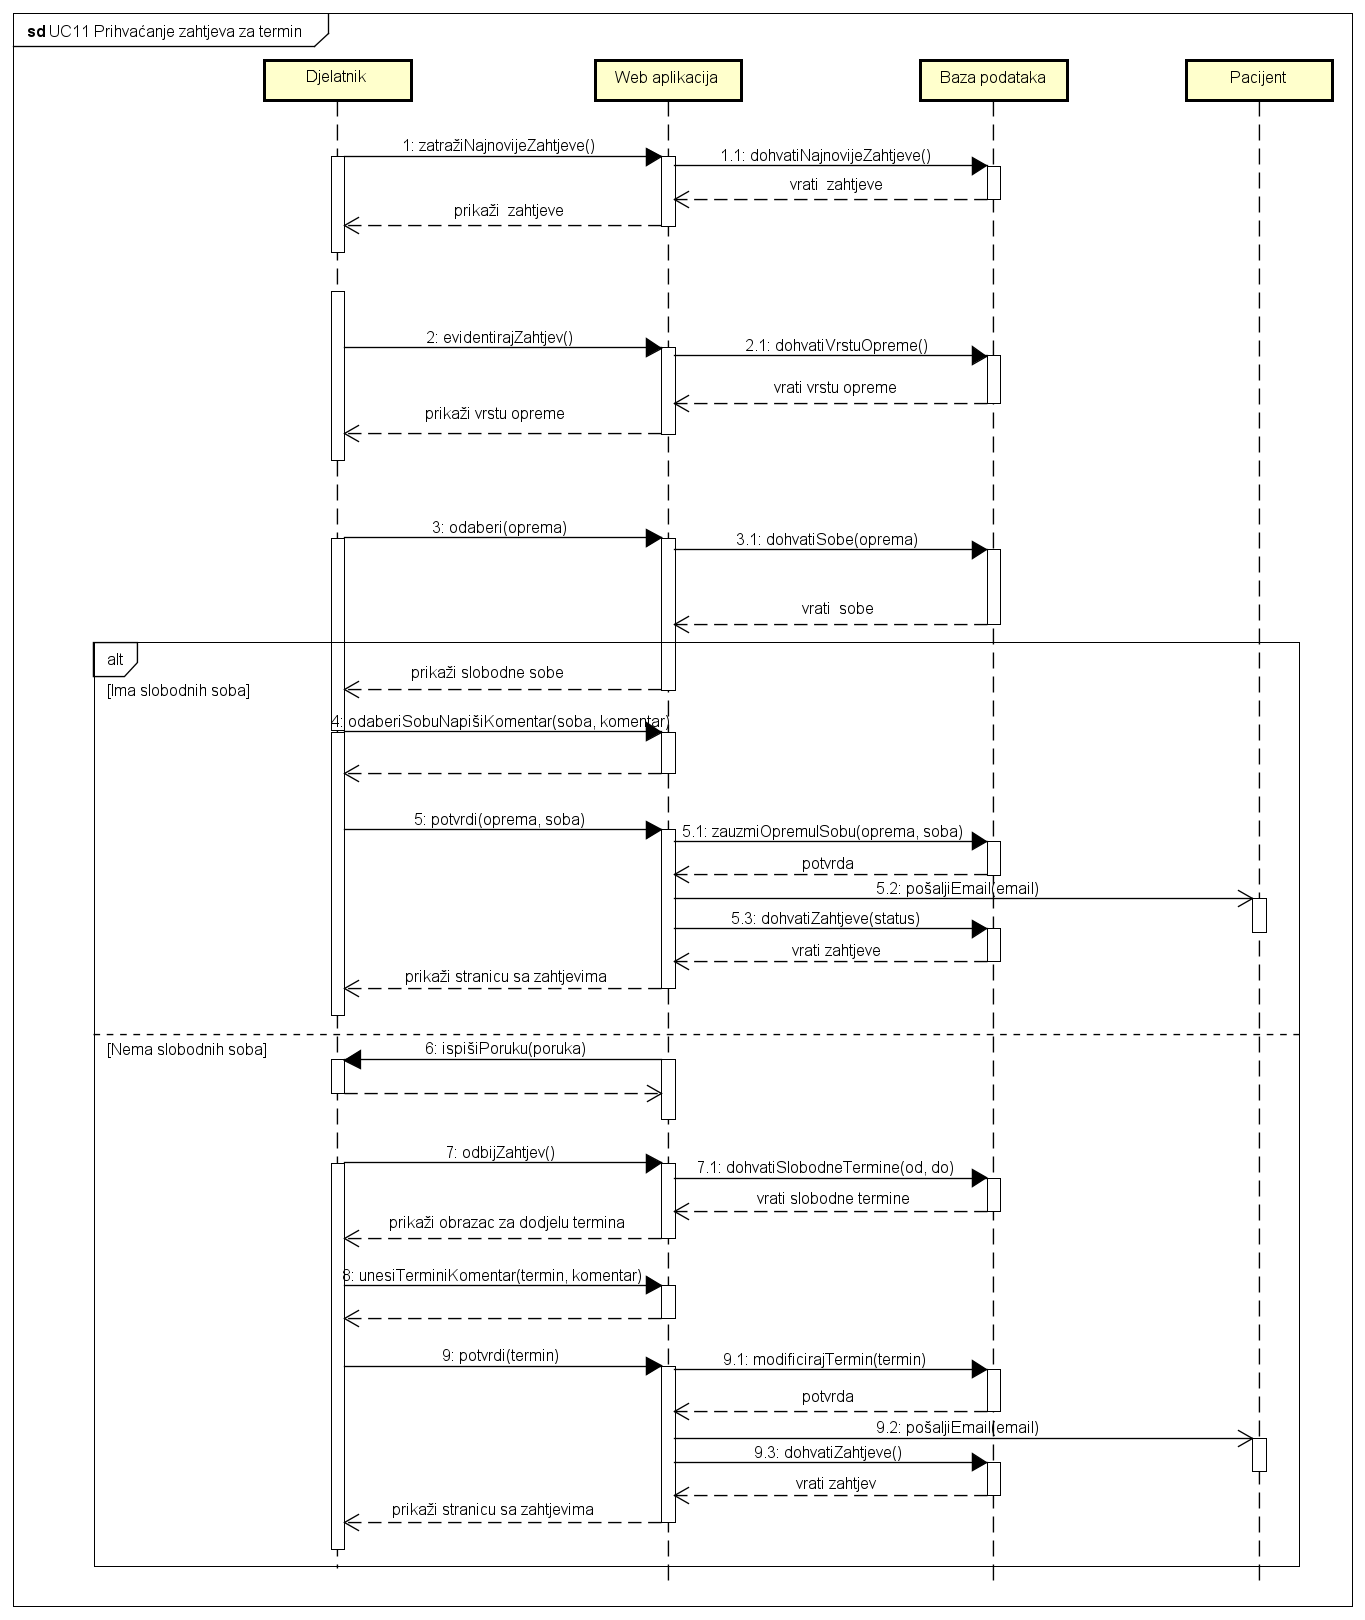 sd UC11 Prihvaćanje zahtjeva za termin
Djelatnik
Web aplikacija
Baza podataka
Pacijent
1: zatražiNajnovijeZahtjeve()
1.1: dohvatiNajnovijeZahtjeve()
vrati zahtjeve
prikaži zahtjeve
2: evidentirajZahtjev()
2.1: dohvatiVrstuOpreme()
vrati vrstu opreme
prikaži vrstu opreme
3: odaberi(oprema)
3.1: dohvatiSobe(oprema)
vrati sobe
alt
prikaži slobodne sobe
[Ima slobodnih soba]
4: odaberiSobuNapišiKomentar(soba, komentar)
5: potvrdi(oprema, soba)
5.1: zauzmiOpremuISobu(oprema, soba)
potvrda
5.2: pošaljiEmail(email)
5.3: dohvatiZahtjeve(status)
vrati zahtjeve
prikaži stranicu sa zahtjevima
[Nema slobodnih soba]
6: ispišiPoruku(poruka)
7: odbijZahtjev()
7.1: dohvatiSlobodneTermine(od, do)
vrati slobodne termine
prikaži obrazac za dodjelu termina
8: unesiTerminiKomentar(termin, komentar)
9: potvrdi(termin)
9.1: modificirajTermin(termin)
potvrda
9.2: pošaljiEmail(email)
9.3: dohvatiZahtjeve()
vrati zahtjev
prikaži stranicu sa zahtjevima